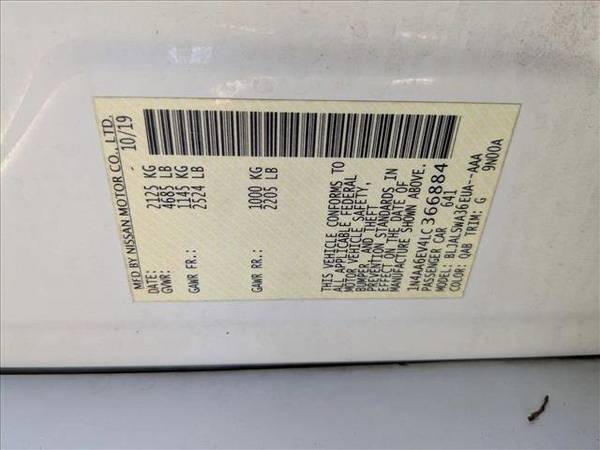 MFD BY NISSAN MOTOR CO., LTD.
DATE: 10/19
GVWR: 2125 KG
4685 LB
GAWR FR: 1145 KG
2524 LB
GAWR RR: 1000 KG
2205 LB
THIS VEHICLE CONFORMS TO
ALL APPLICABLE FEDERAL
MOTOR VEHICLE SAFETY,
BUMPER, AND THEFT
PREVENTION STANDARDS IN
EFFECT ON THE DATE OF
MANUFACTURE SHOWN ABOVE.
1N4AA6EV4LC366884
PASSENGER CAR 641
MODEL: BLJALSWA36EUA--AAA
COLOR: QAB TRIM: G 9N00A